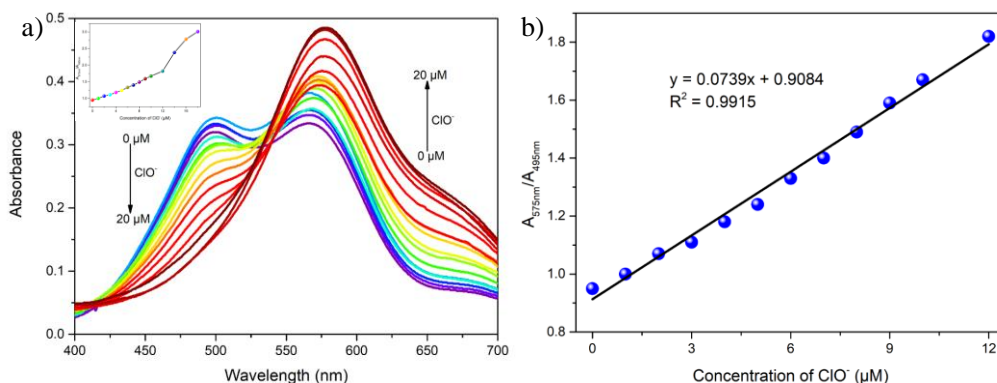 a)
0.5
0.4
0.3
0.2
0.1
0.0
Absorbance
Concentration of ClO⁻ (μM)
0 μM
ClO⁻
20 μM
20 μM
ClO⁻
0 μM
400 450 500 550 600 650 700
Wavelength (nm)
b)
1.8
1.6
1.4
1.2
1.0
0.8
A575nm/A495nm
y = 0.0739x + 0.9084
R² = 0.9915
0 3 6 9 12
Concentration of ClO⁻ (μM)